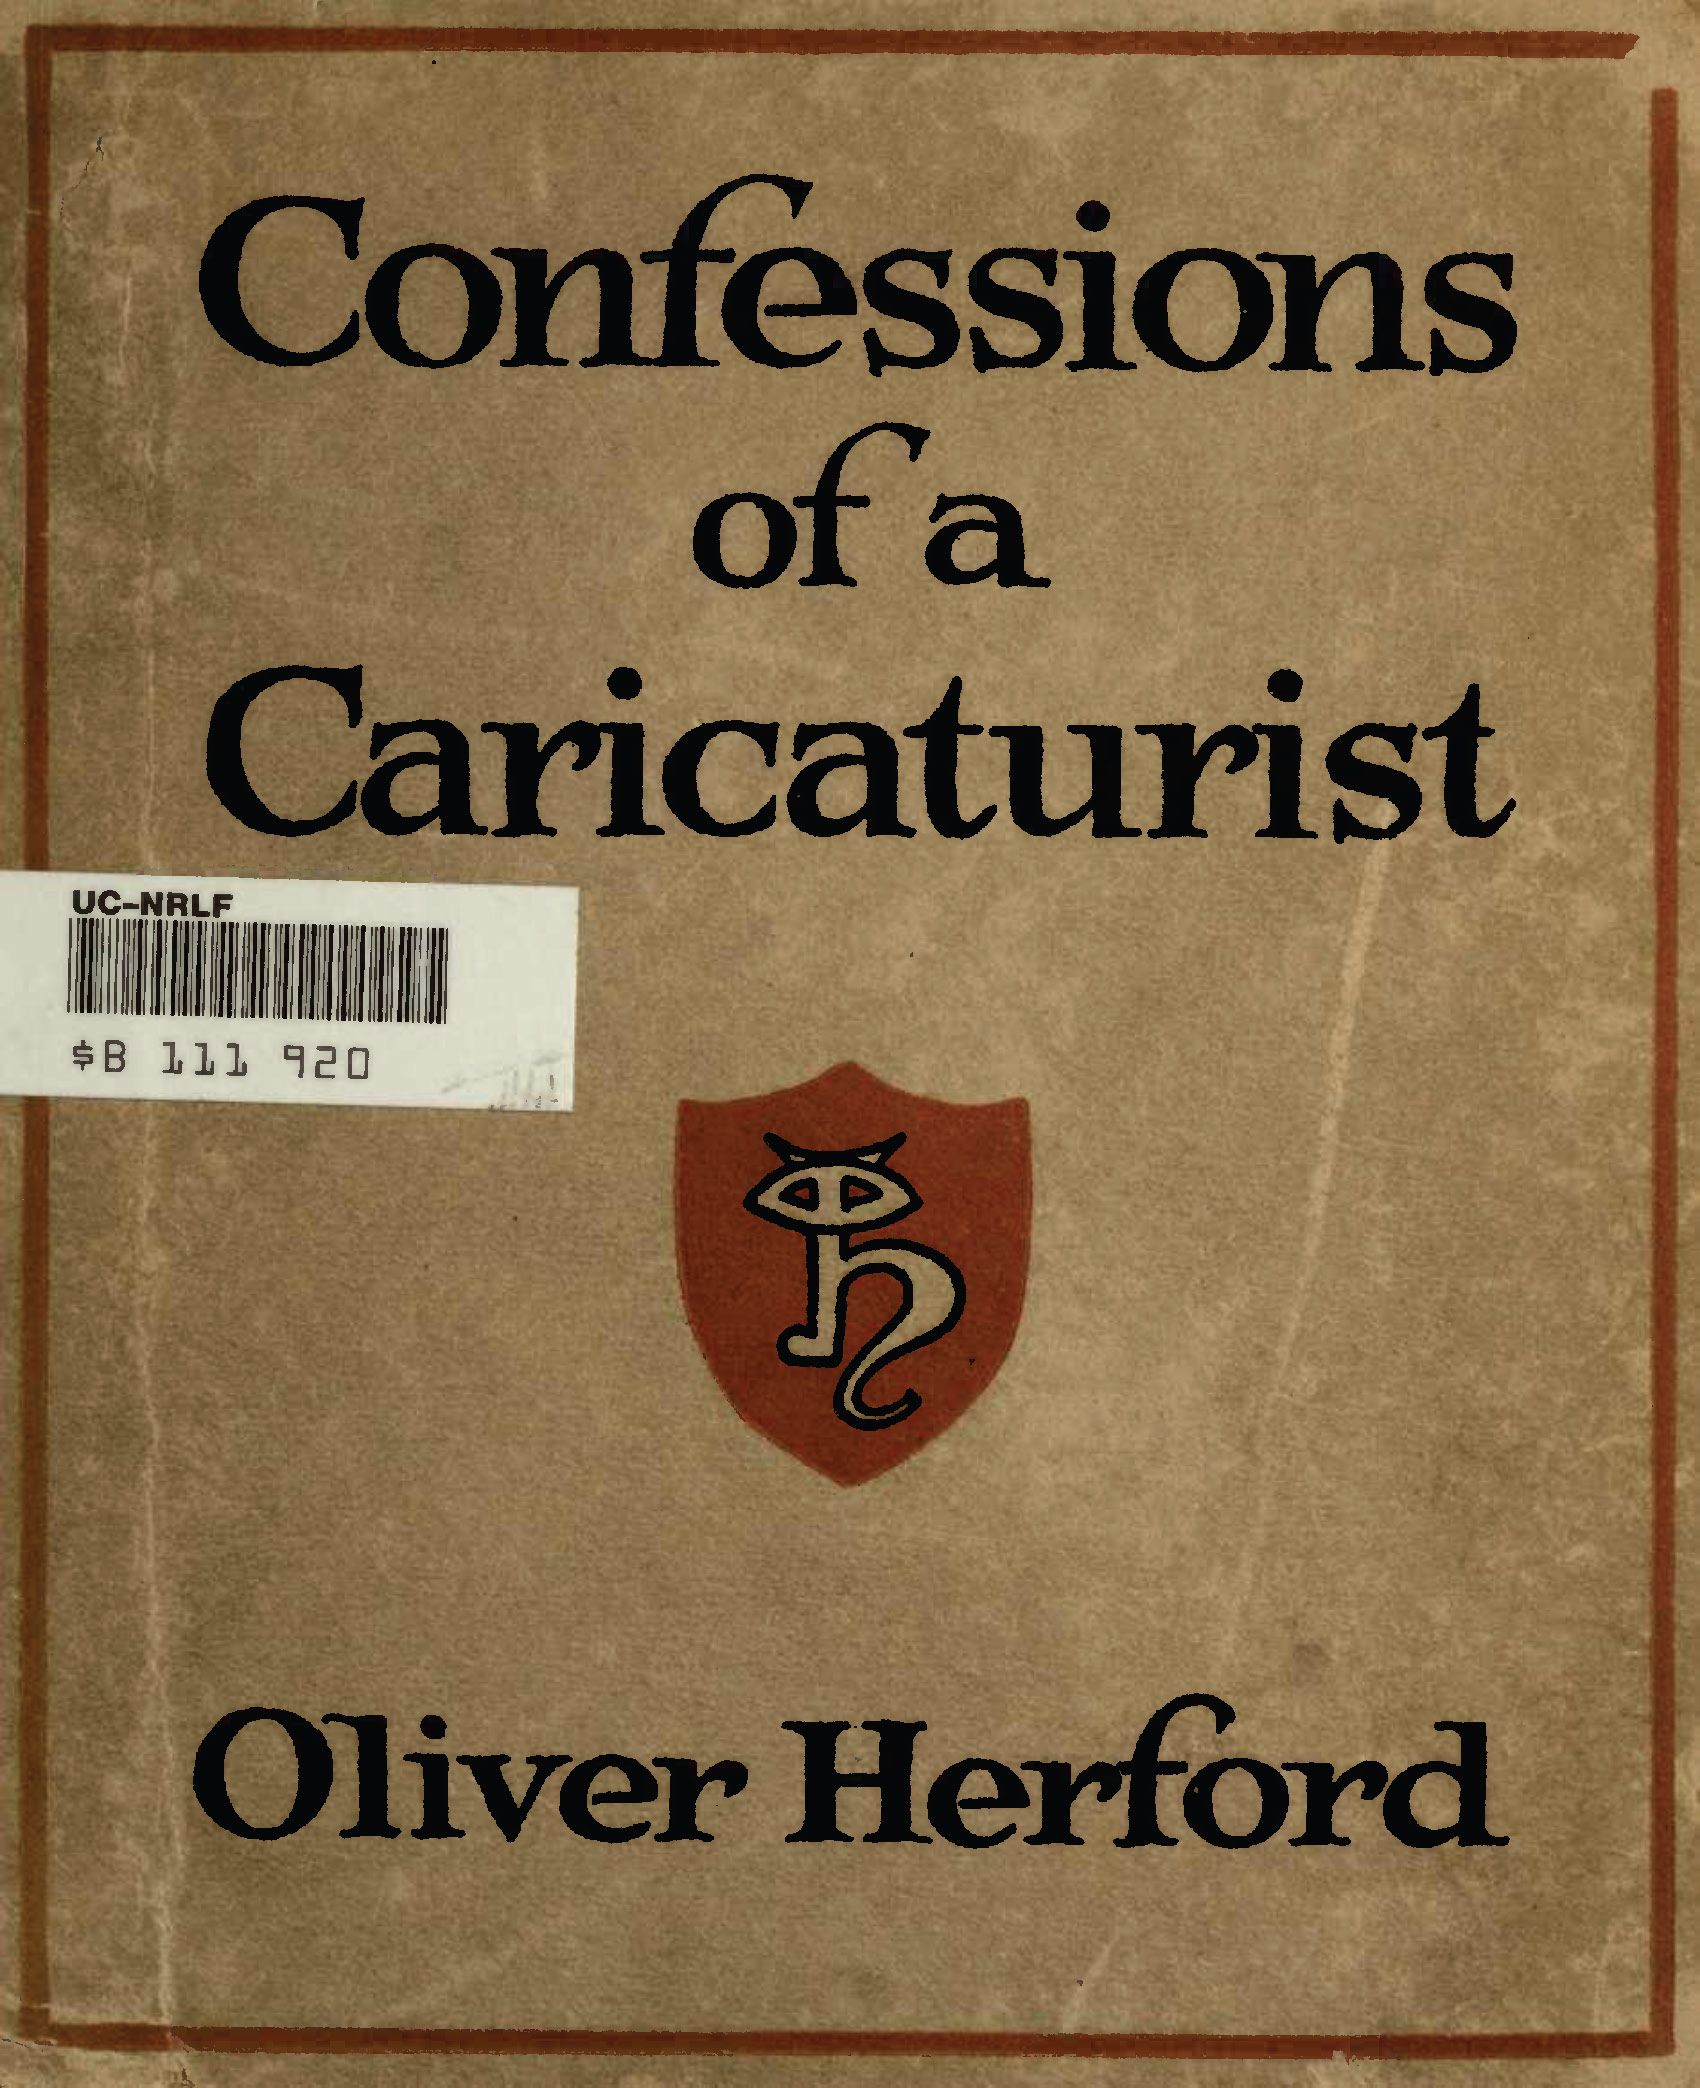 Confessions
of a
Caricaturist
UC-NRLF
$B 111 920
Oliver Herford